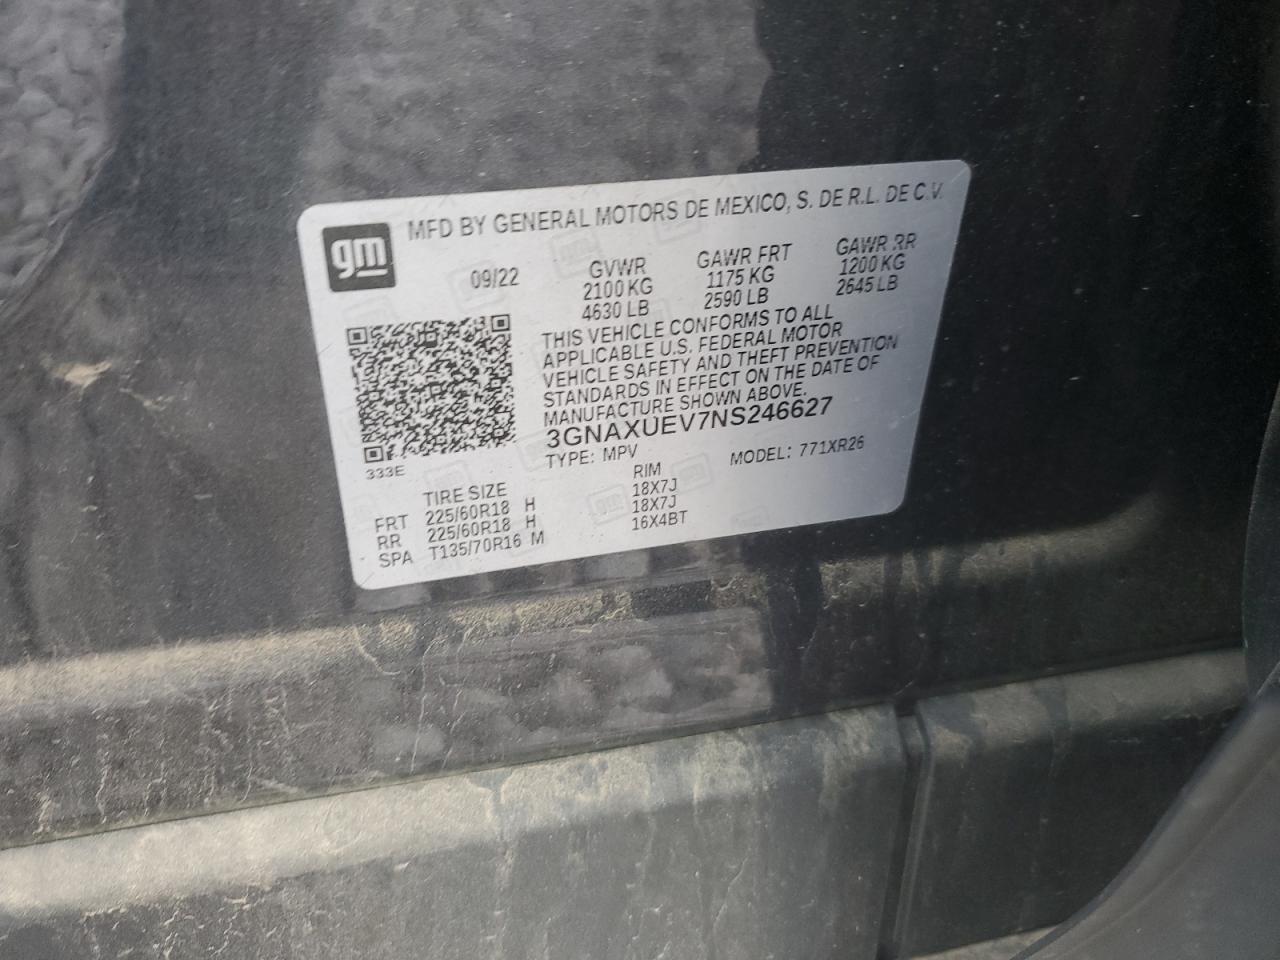 gm
MFD BY GENERAL MOTORS DE MEXICO, S. DE R.L. DE C.V.
09/22
GVWR
2100 KG
4630 LB
GAWR FRT
1175 KG
2590 LB
GAWR RR
1200 KG
2645 LB
THIS VEHICLE CONFORMS TO ALL
APPLICABLE U.S. FEDERAL MOTOR
VEHICLE SAFETY AND THEFT PREVENTION
STANDARDS IN EFFECT ON THE DATE OF
MANUFACTURE SHOWN ABOVE.
3GNAXUEV7NS246627
TYPE: MPV
MODEL: 771XR26
333E
TIRE SIZE RIM
FRT 225/60R18 H 18X7J
RR 225/60R18 H 18X7J
SPA T135/70R16 M 16X4BT